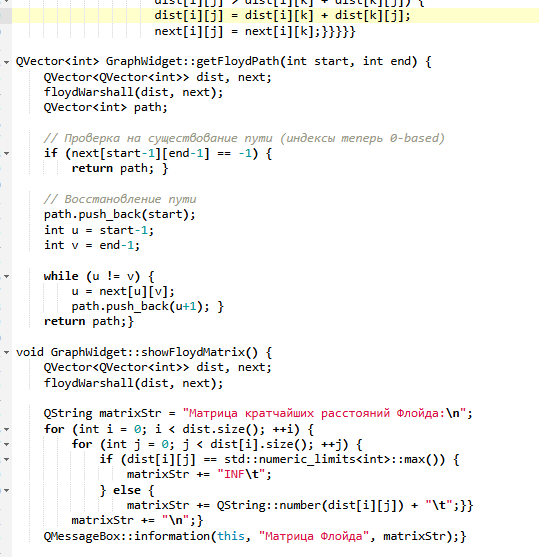 dist[i][j] > dist[i][k] + dist[k][j]) {
dist[i][j] = dist[i][k] + dist[k][j];
next[i][j] = next[i][k];}}}}}
QVector<int> GraphWidget::getFloydPath(int start, int end) {
QVector<QVector<int>> dist, next;
floydWarshall(dist, next);
QVector<int> path;
// Проверка на существование пути (индексы теперь 0-based)
if (next[start-1][end-1] == -1) {
return path; }
// Восстановление пути
path.push_back(start);
int u = start-1;
int v = end-1;
while (u != v) {
u = next[u][v];
path.push_back(u+1); }
return path;}
void GraphWidget::showFloydMatrix() {
QVector<QVector<int>> dist, next;
floydWarshall(dist, next);
QString matrixStr = "Матрица кратчайших расстояний Флойда:\n";
for (int i = 0; i < dist.size(); ++i) {
for (int j = 0; j < dist[i].size(); ++j) {
if (dist[i][j] == std::numeric_limits<int>::max()) {
matrixStr += "INF\t";
} else {
matrixStr += QString::number(dist[i][j]) + "\t";}}
matrixStr += "\n";}
QMessageBox::information(this, "Матрица Флойда", matrixStr);}